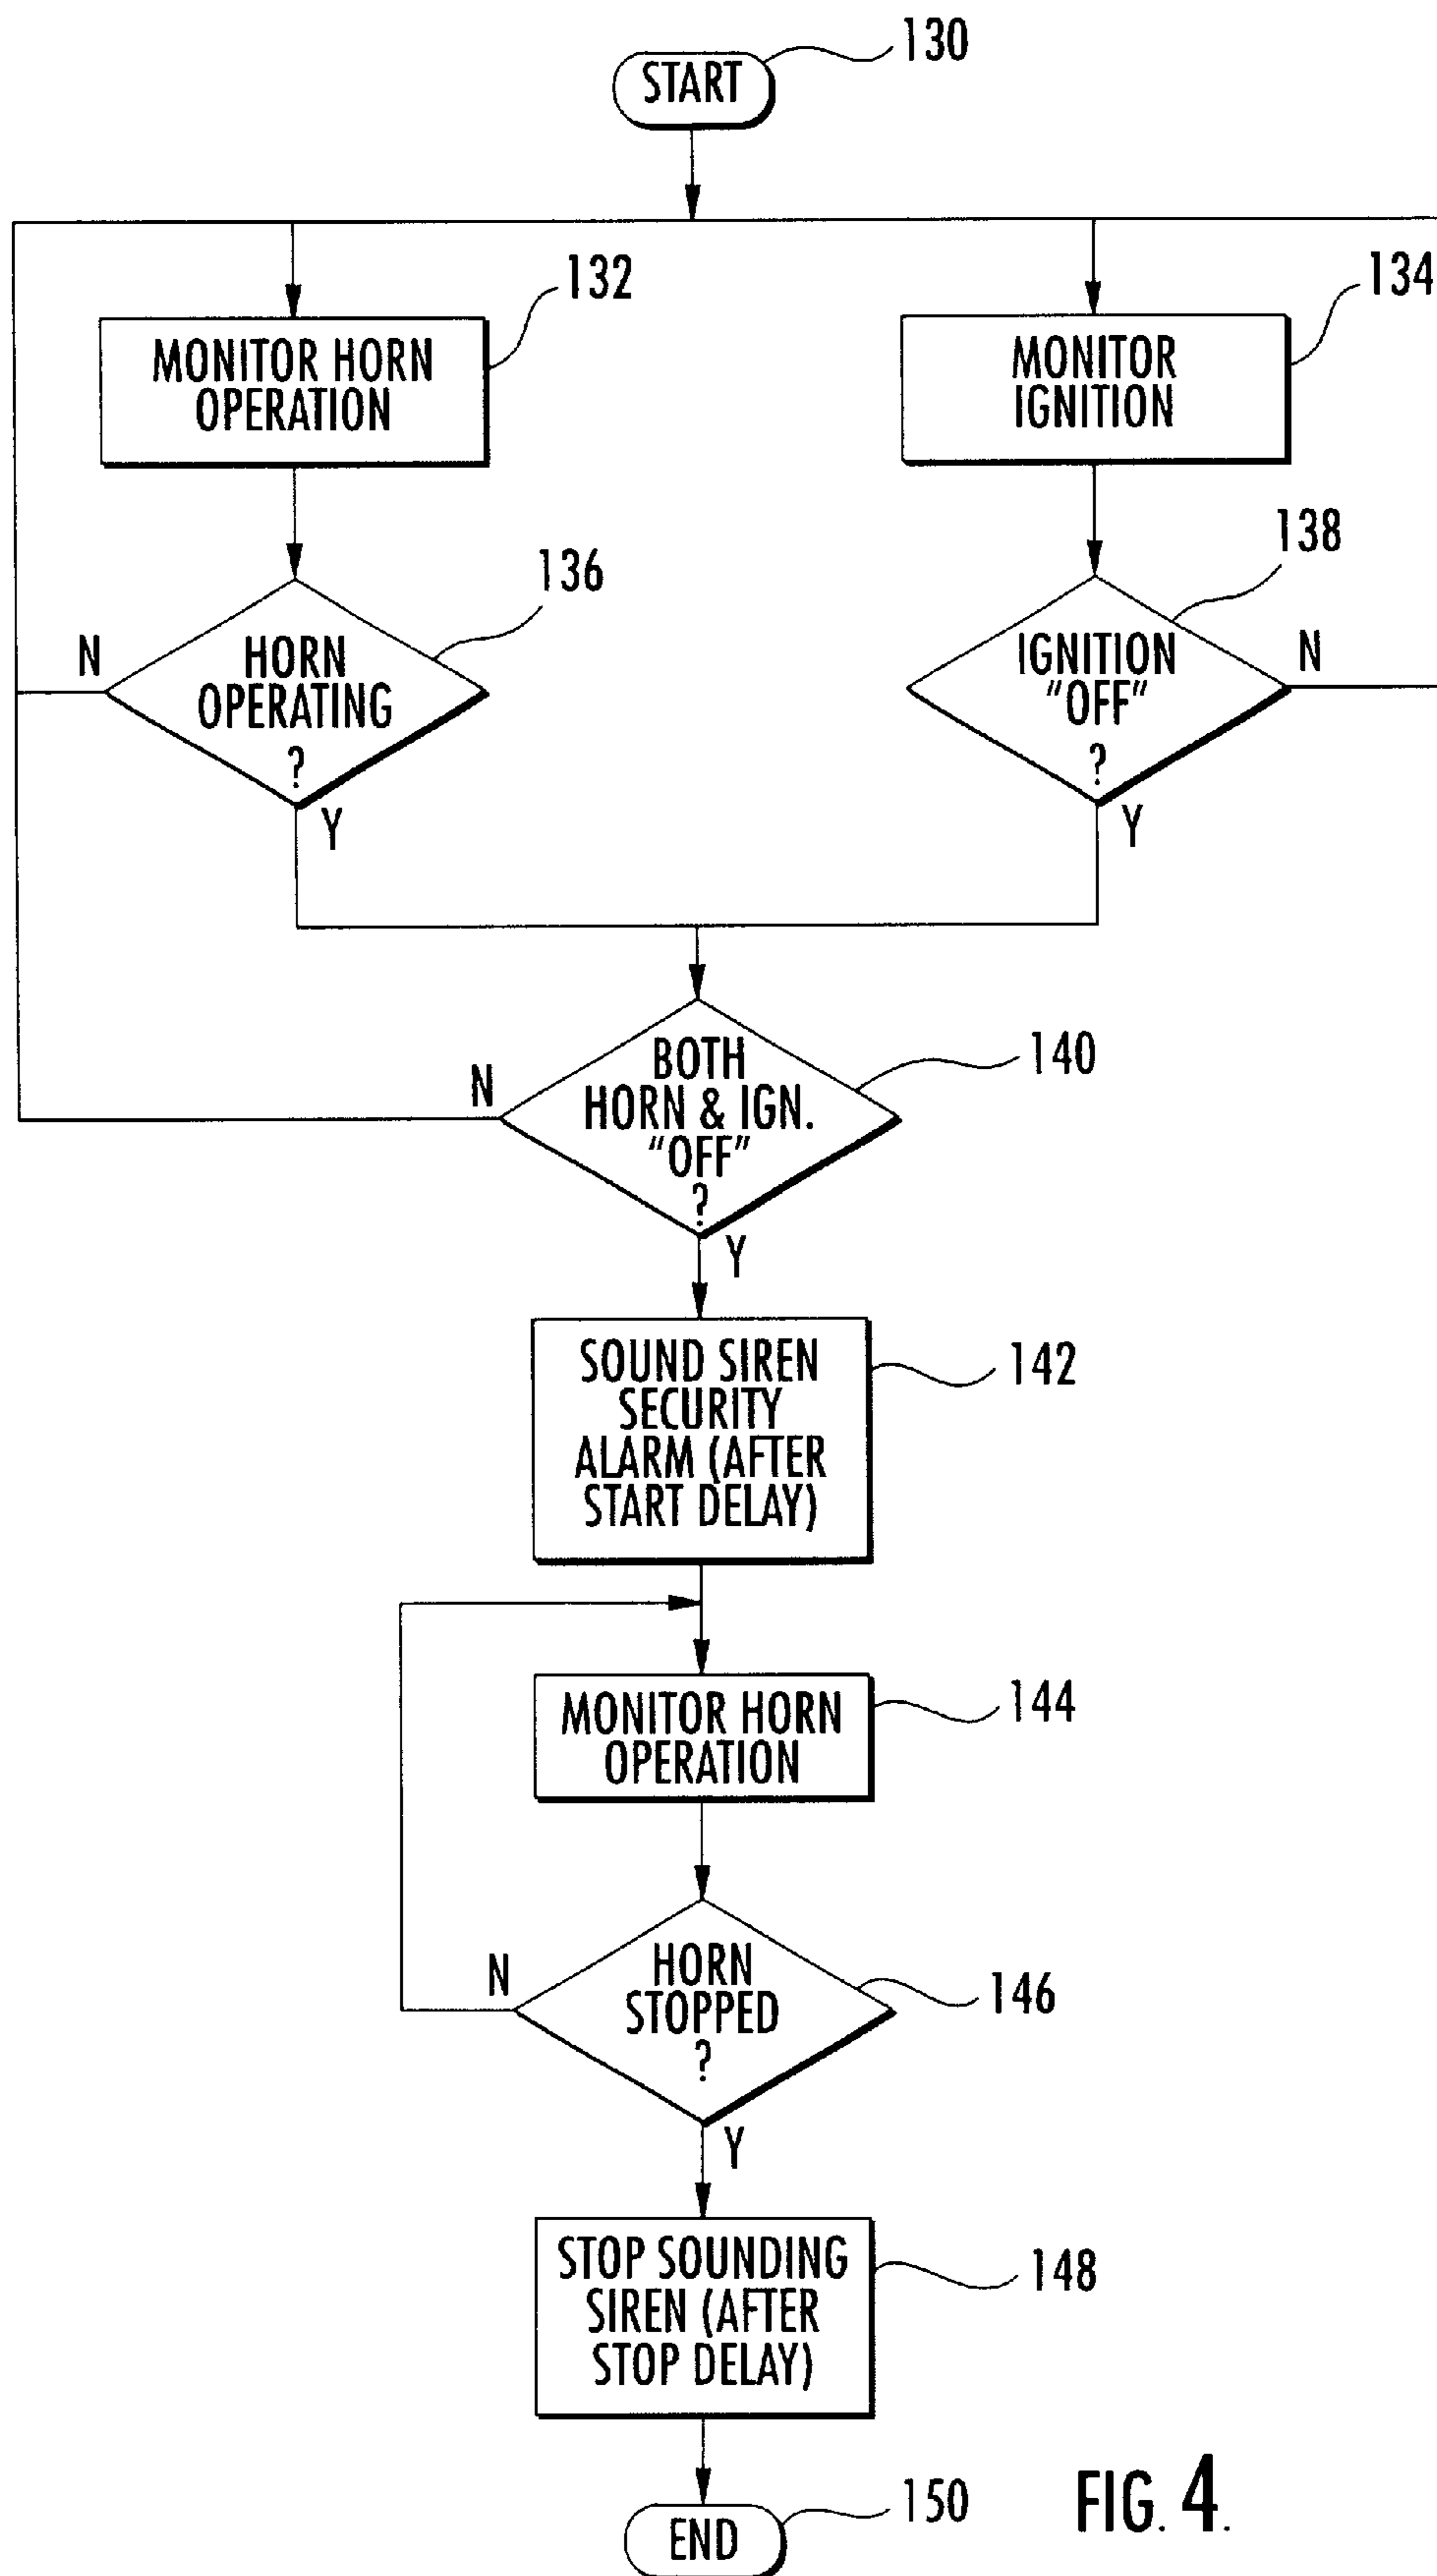 130
START
132
MONITOR HORN
OPERATION
134
MONITOR
IGNITION
136
N
HORN
OPERATING
?
Y
138
IGNITION
"OFF"
?
N
Y
140
N
BOTH
HORN & IGN.
"OFF"
?
Y
SOUND SIREN
SECURITY
ALARM (AFTER
START DELAY)
142
MONITOR HORN
OPERATION
144
N
HORN
STOPPED
?
146
Y
STOP SOUNDING
SIREN (AFTER
STOP DELAY)
148
END
150
FIG. 4.